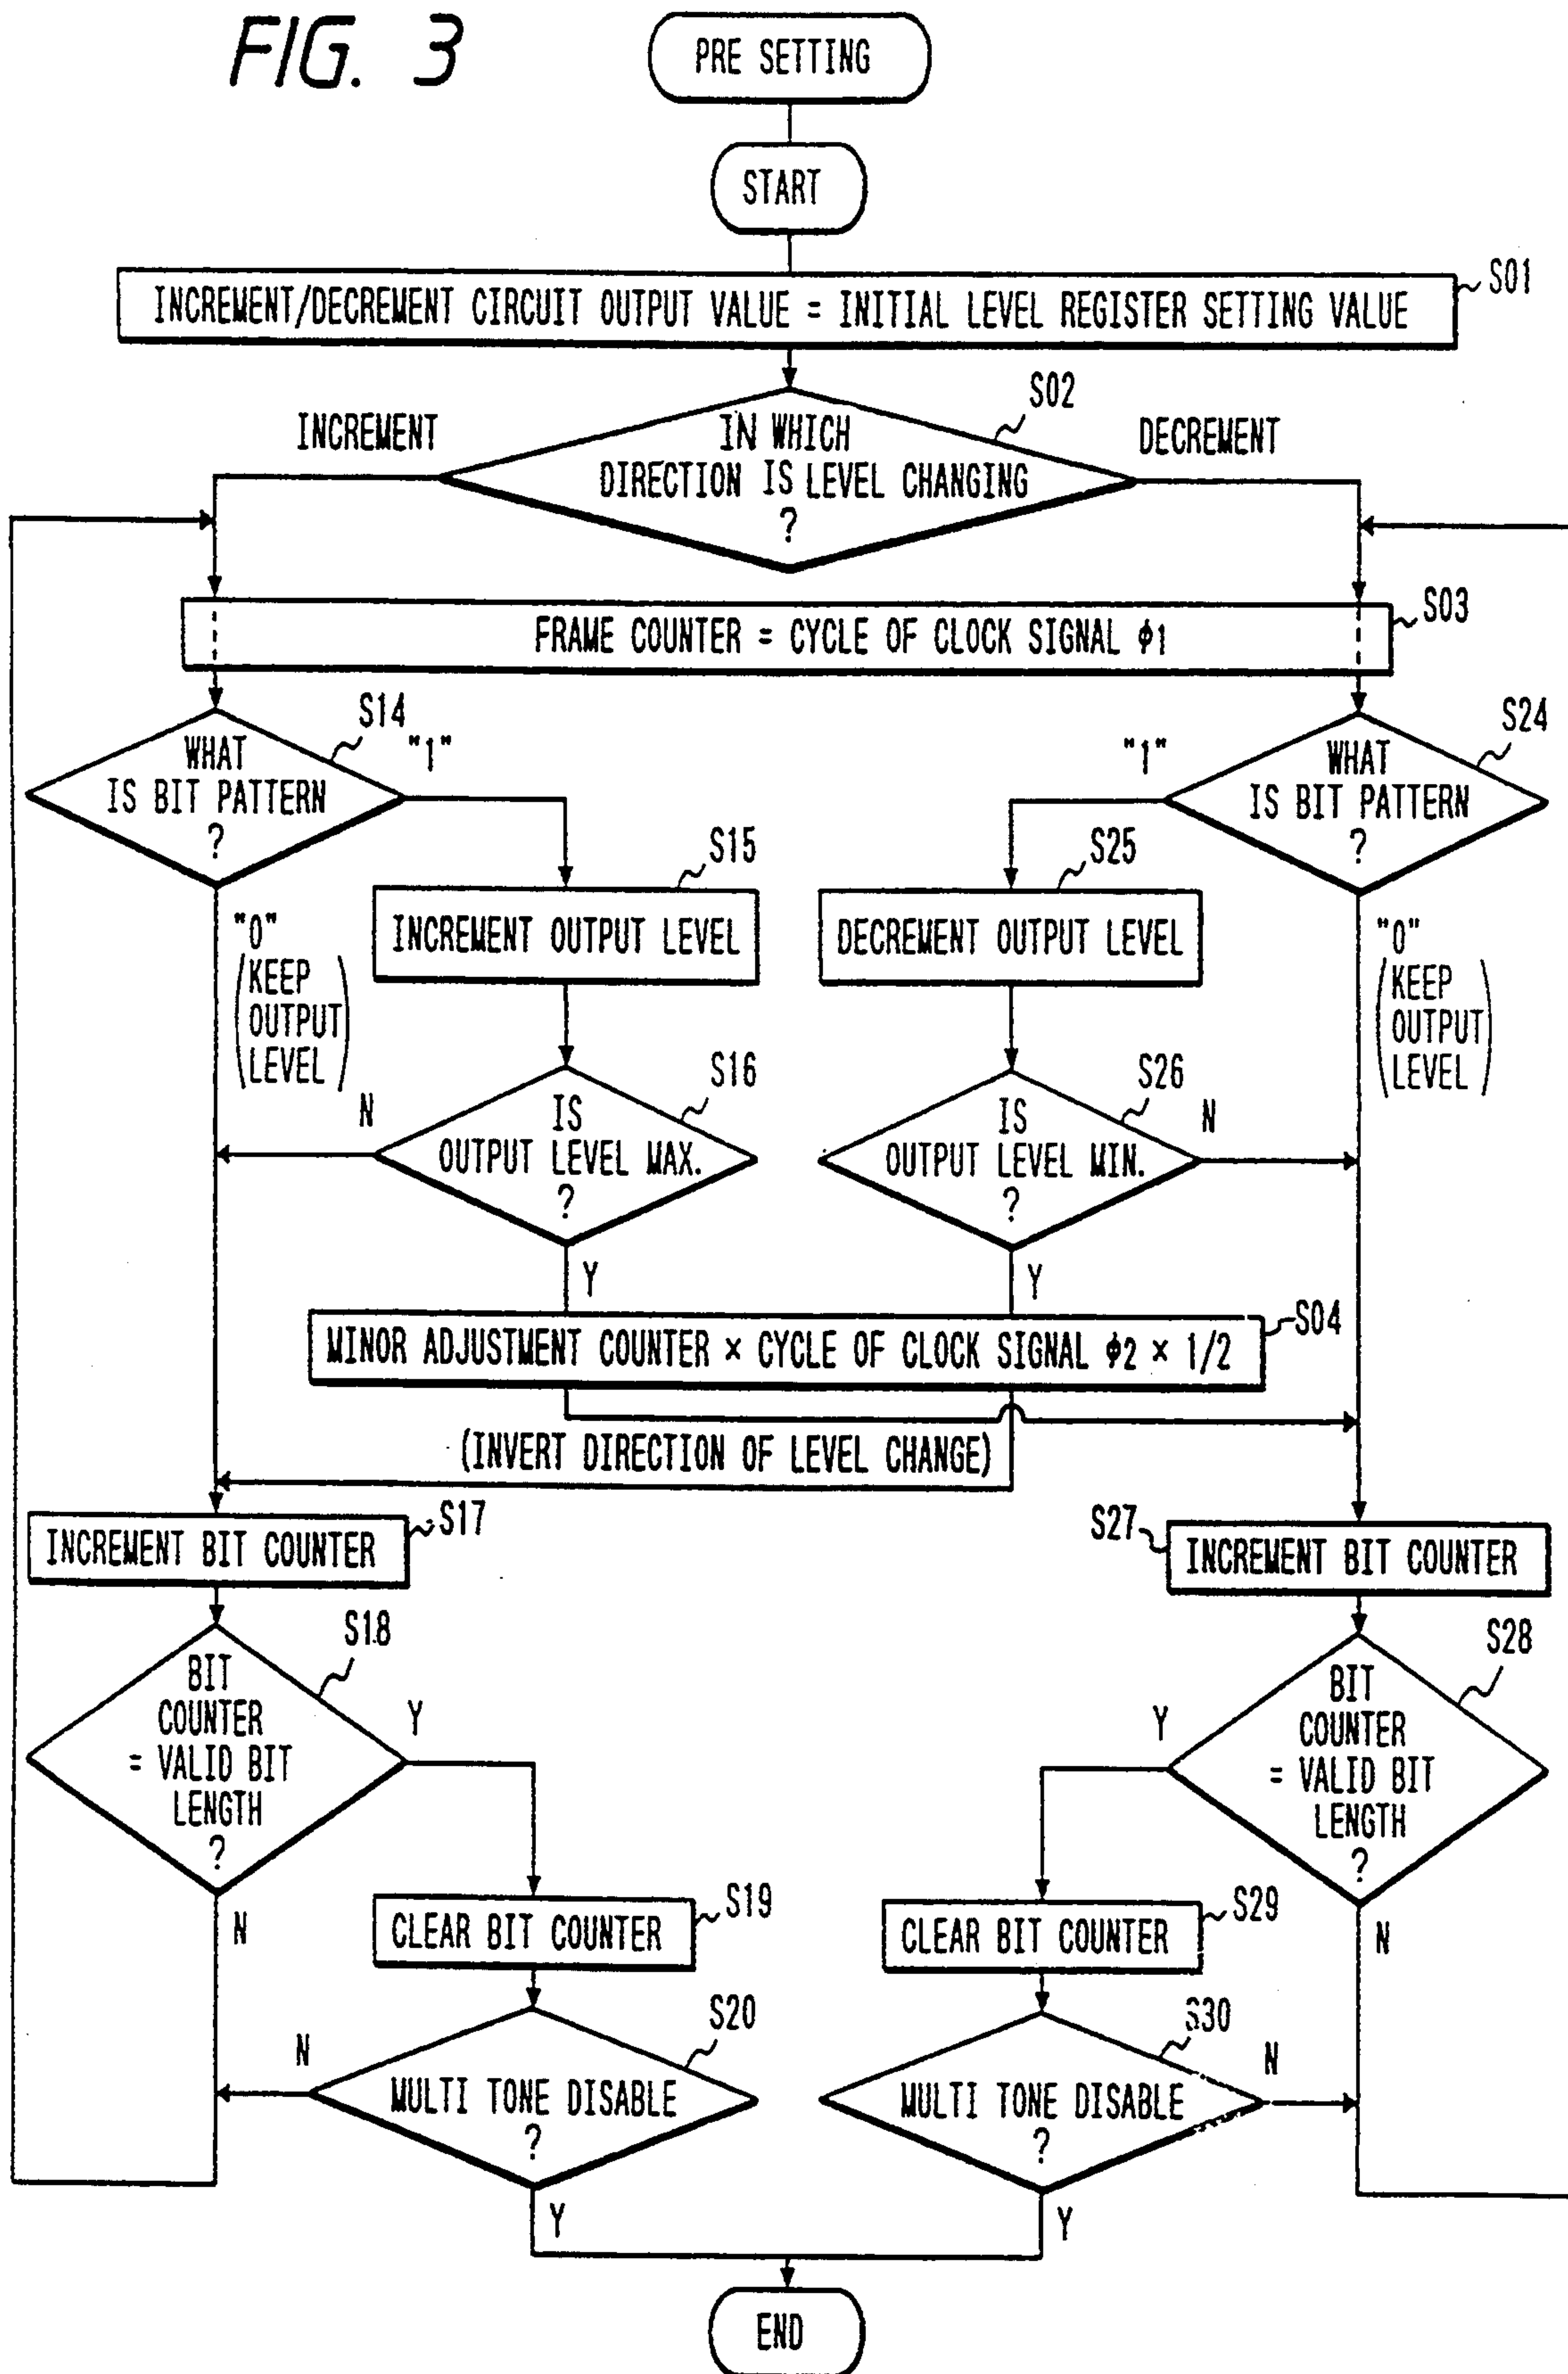 FIG. 3
PRE SETTING
START
INCREMENT/DECREMENT CIRCUIT OUTPUT VALUE = INITIAL LEVEL REGISTER SETTING VALUE
S01
S02
INCREMENT
IN WHICH
DIRECTION IS LEVEL CHANGING
?
DECREMENT
FRAME COUNTER = CYCLE OF CLOCK SIGNAL ϕ1
S03
S14
WHAT
IS BIT PATTERN
?
"1"
"1"
S24
WHAT
IS BIT PATTERN
?
S15
INCREMENT OUTPUT LEVEL
S25
DECREMENT OUTPUT LEVEL
"0"
(KEEP
OUTPUT
LEVEL)
"0"
(KEEP
OUTPUT
LEVEL)
S16
N
IS
OUTPUT LEVEL MAX.
?
Y
S26
IS
OUTPUT LEVEL MIN.
?
N
Y
MINOR ADJUSTMENT COUNTER × CYCLE OF CLOCK SIGNAL ϕ2 × 1/2
S04
(INVERT DIRECTION OF LEVEL CHANGE)
S17
INCREMENT BIT COUNTER
S27
INCREMENT BIT COUNTER
S18
BIT
COUNTER
= VALID BIT
LENGTH
?
Y
N
S28
Y
BIT
COUNTER
= VALID BIT
LENGTH
?
N
CLEAR BIT COUNTER
S19
CLEAR BIT COUNTER
S29
S20
N
MULTI TONE DISABLE
?
Y
S30
MULTI TONE DISABLE
?
N
Y
END